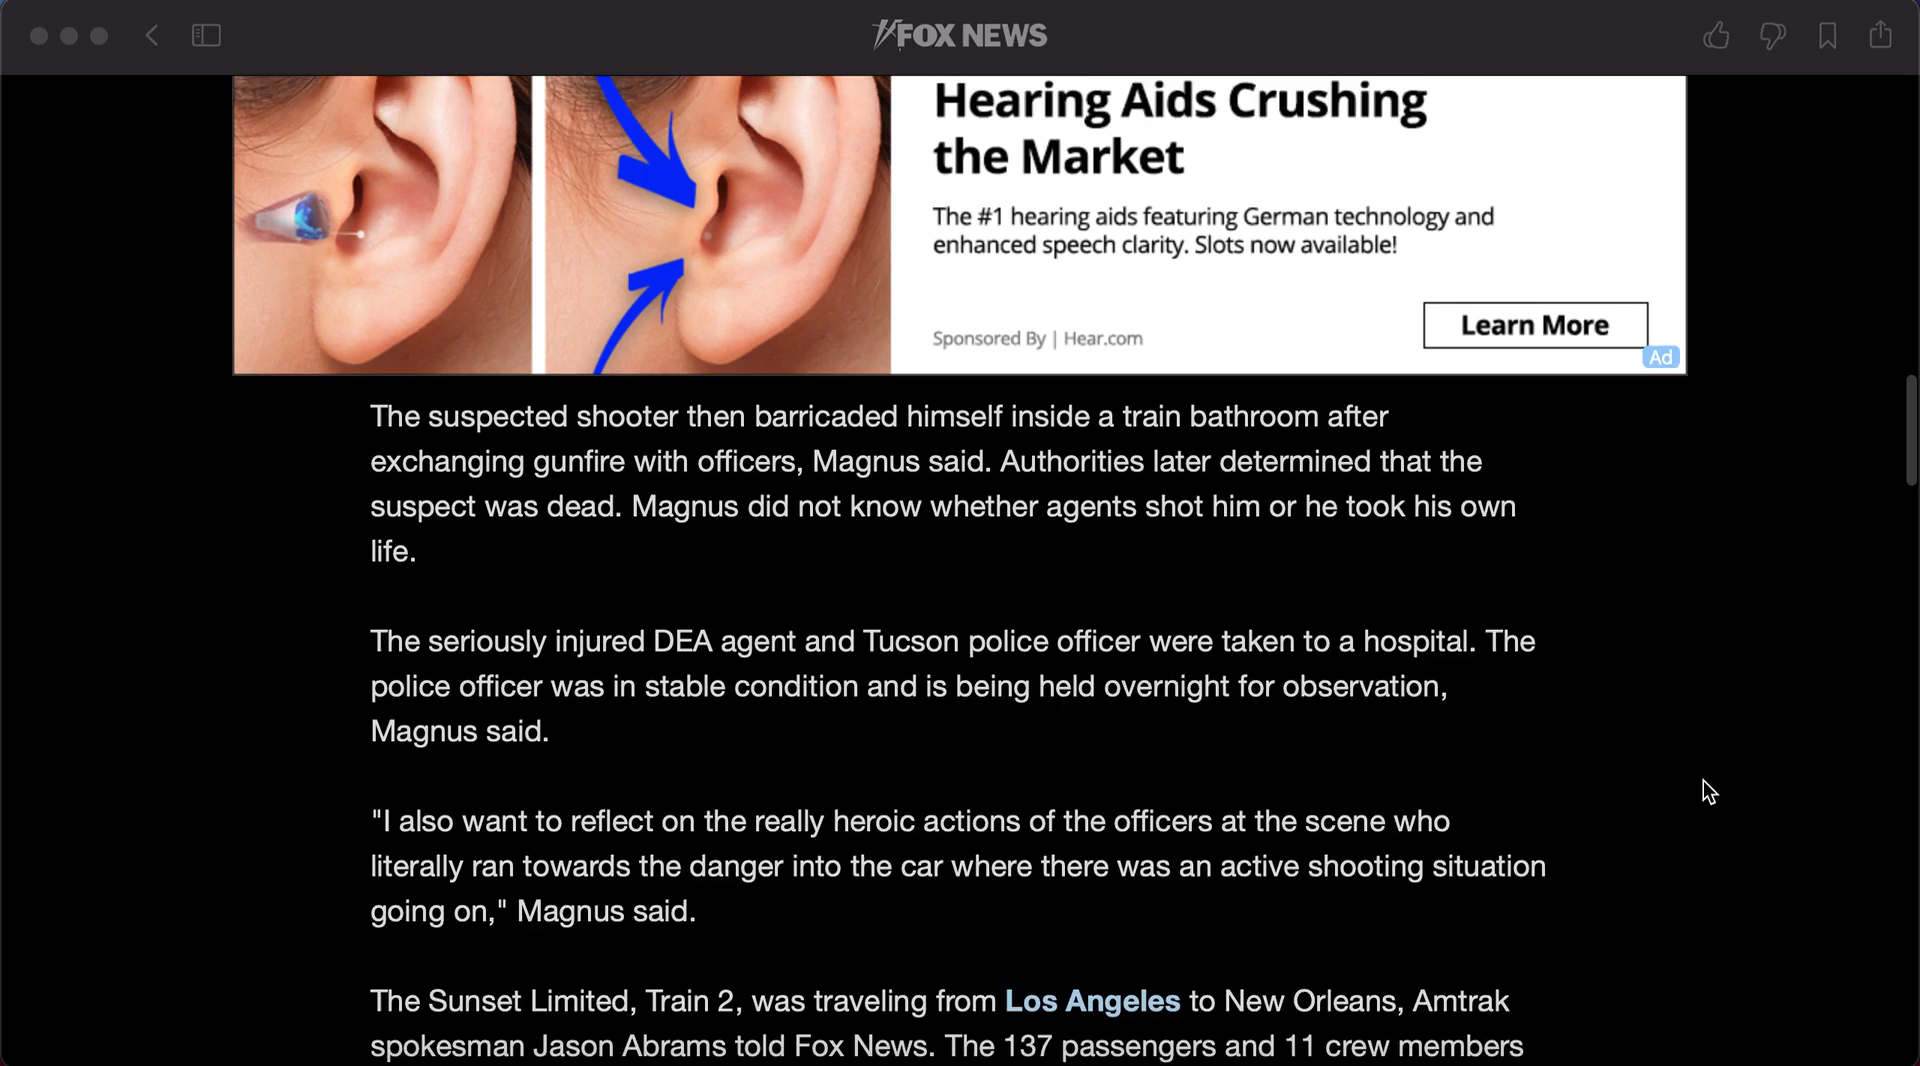 FOX NEWS
Hearing Aids Crushing
the Market
The #1 hearing aids featuring German technology and
enhanced speech clarity. Slots now available!
Sponsored By | Hear.com
Learn More
Ad
The suspected shooter then barricaded himself inside a train bathroom after
exchanging gunfire with officers, Magnus said. Authorities later determined that the
suspect was dead. Magnus did not know whether agents shot him or he took his own
life.
The seriously injured DEA agent and Tucson police officer were taken to a hospital. The
police officer was in stable condition and is being held overnight for observation,
Magnus said.
"I also want to reflect on the really heroic actions of the officers at the scene who
literally ran towards the danger into the car where there was an active shooting situation
going on," Magnus said.
The Sunset Limited, Train 2, was traveling from Los Angeles to New Orleans, Amtrak
spokesman Jason Abrams told Fox News. The 137 passengers and 11 crew members